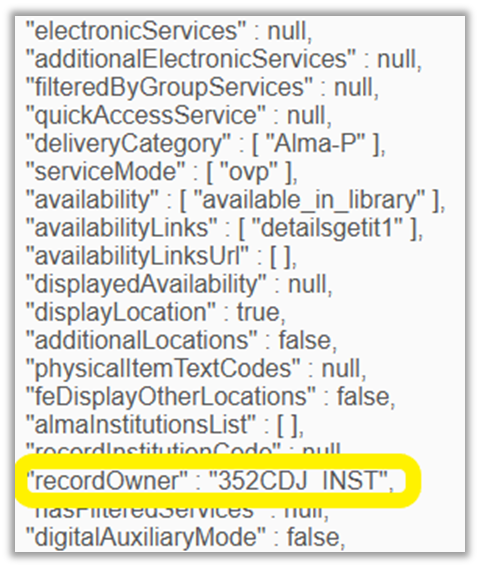 "electronicServices" : null,
"additionalElectronicServices" : null,
"filteredByGroupServices" : null,
"quickAccessService" : null,
"deliveryCategory" : [ "Alma-P" ],
"serviceMode" : [ "ovp" ],
"availability" : [ "available_in_library" ],
"availabilityLinks" : [ "detailsgetit1" ],
"availabilityLinksUrl" : [ ],
"displayedAvailability" : null,
"displayLocation" : true,
"additionalLocations" : false,
"physicalItemTextCodes" : null,
"feDisplayOtherLocations" : false,
"almaInstitutionsList" : [ ],
"recordInstitutionCode" : null,
"recordOwner" : "352CDJ_INST",
"hasFilteredServices" : null,
"digitalAuxiliaryMode" : false,